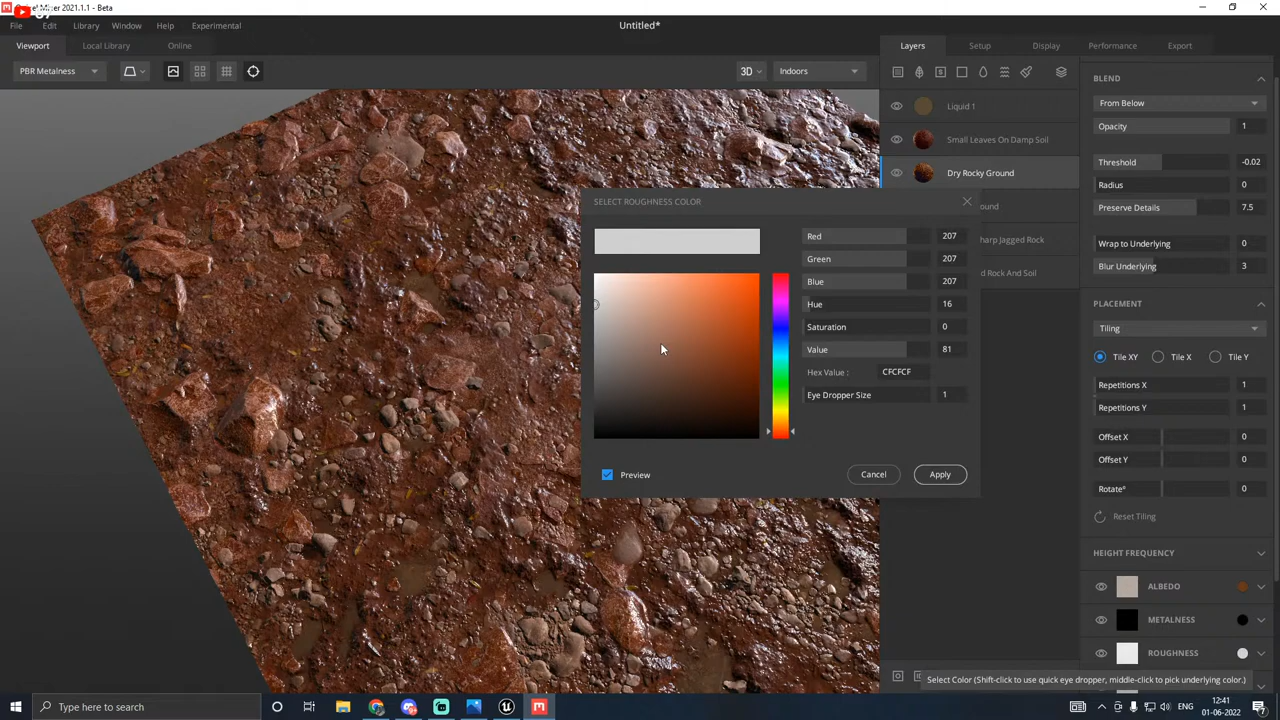 Mixer 2021.1.1 - Beta
File Edit Library Window Help Experimental
Untitled*
Viewport Local Library Online
Layers Setup Display Performance Export
PBR Metalness
3D Indoors
BLEND
From Below
Opacity 1
Threshold -0.02
Radius 0
Preserve Details 7.5
Wrap to Underlying 0
Blur Underlying 3
PLACEMENT
Tiling
Tile XY Tile X Tile Y
Repetitions X 1
Repetitions Y 1
Offset X 0
Offset Y 0
Rotate° 0
Reset Tiling
HEIGHT FREQUENCY
ALBEDO
METALNESS
ROUGHNESS
Liquid 1
Small Leaves On Damp Soil
Dry Rocky Ground
ound
harp Jagged Rock
d Rock And Soil
SELECT ROUGHNESS COLOR
Red 207
Green 207
Blue 207
Hue 16
Saturation 0
Value 81
Hex Value : CFCFCF
Eye Dropper Size 1
Preview
Cancel Apply
Select Color (Shift-click to use quick eye dropper, middle-click to pick underlying color.)
Type here to search
ENG
12:41
01-06-2022
7